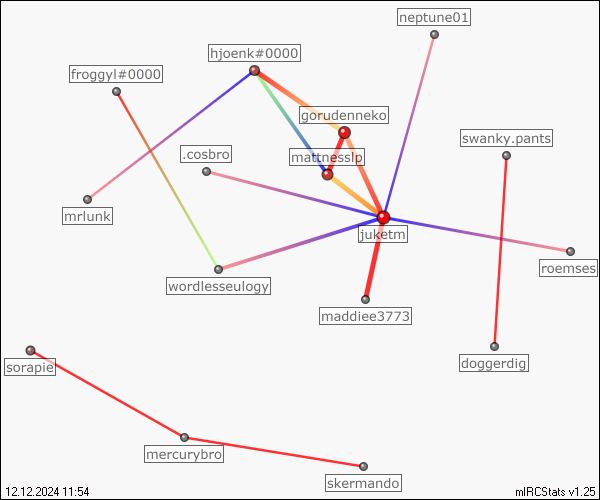 neptune01
hjoenk#0000
froggyl#0000
gorudenneko
swanky.pants
.cosbro
mattnesslp
mrlunk
juketm
roemses
wordlesseulogy
maddiee3773
doggerdig
sorapie
mercurybro
skermando
12.12.2024 11:54
mIRCStats v1.25